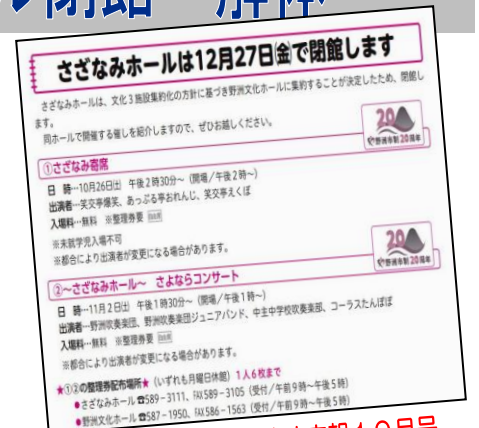 閉館 解体
さざなみホールは12月27日㈮で閉館します
さざなみホールは、文化3施設集約化の方針に基づき野洲文化ホールに集約することが決定したため、閉館し
ます。
同ホールで開催する催しを紹介しますので、ぜひお越しください。
20
野洲市制20周年
①さざなみ寄席
日 時…10月26日㈯ 午後2時30分~(開場/午後2時~)
出演者…笑交亭爆笑、あっぷる亭おれんじ、笑交亭えくぼ
入場料…無料 ※整理券要
※未就学児入場不可
※都合により出演者が変更になる場合があります。
20
野洲市制20周年
②~さざなみホール~ さよならコンサート
日 時…11月2日㈯ 午後1時30分~(開場/午後1時~)
出演者…野洲吹奏楽団、野洲吹奏楽団ジュニアバンド、中主中学校吹奏楽部、コーラスたんぽぽ
入場料…無料 ※整理券要
※都合により出演者が変更になる場合があります。
★①②の整理券配布場所★(いずれも月曜日休館)1人6枚まで
●さざなみホール ☎589-3111、FAX589-3105(受付/午前9時~午後5時)
●野洲文化ホール ☎587-1950、FAX586-1563(受付/午前9時~午後5時)
10月号